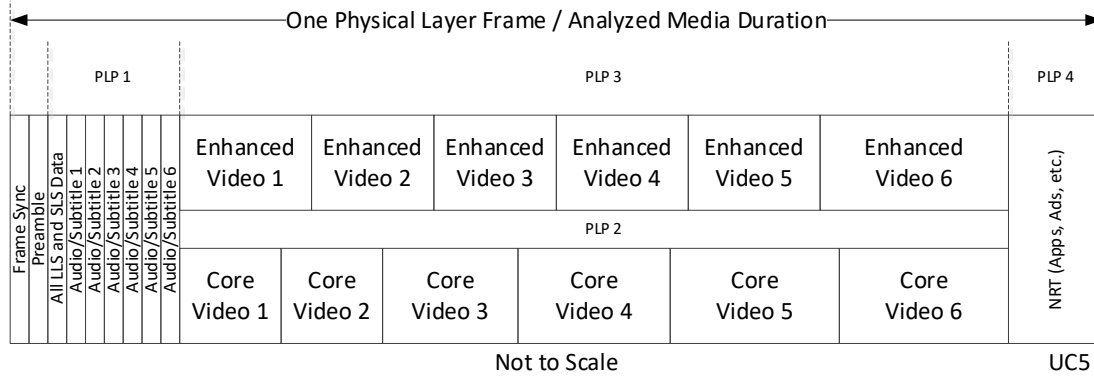 One Physical Layer Frame / Analyzed Media Duration
PLP 1
PLP 3
PLP 4
Frame Sync
Preamble
All LLS and SLS Data
Audio/Subtitle 1
Audio/Subtitle 2
Audio/Subtitle 3
Audio/Subtitle 4
Audio/Subtitle 5
Audio/Subtitle 6
Enhanced
Video 1
Enhanced
Video 2
Enhanced
Video 3
Enhanced
Video 4
Enhanced
Video 5
Enhanced
Video 6
PLP 2
Core
Video 1
Core
Video 2
Core
Video 3
Core
Video 4
Core
Video 5
Core
Video 6
NRT (Apps, Ads, etc.)
Not to Scale
UC5